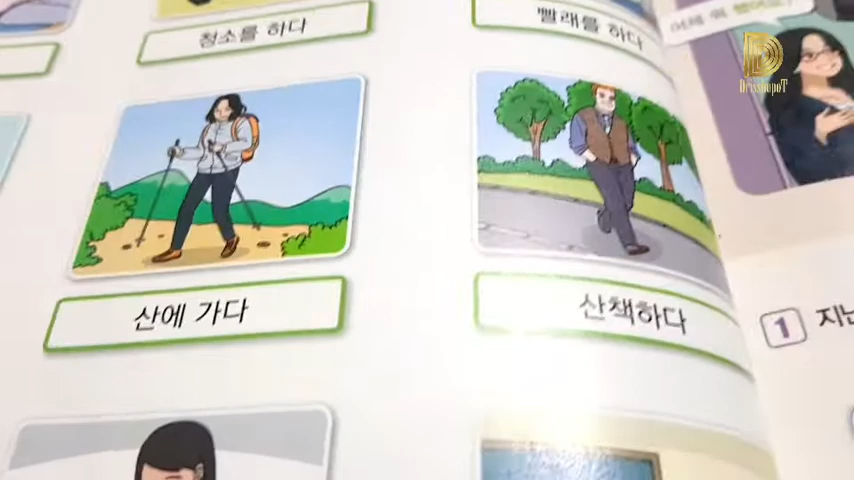 청소를 하다
빨래를 하다
산에 가다
산책하다
1